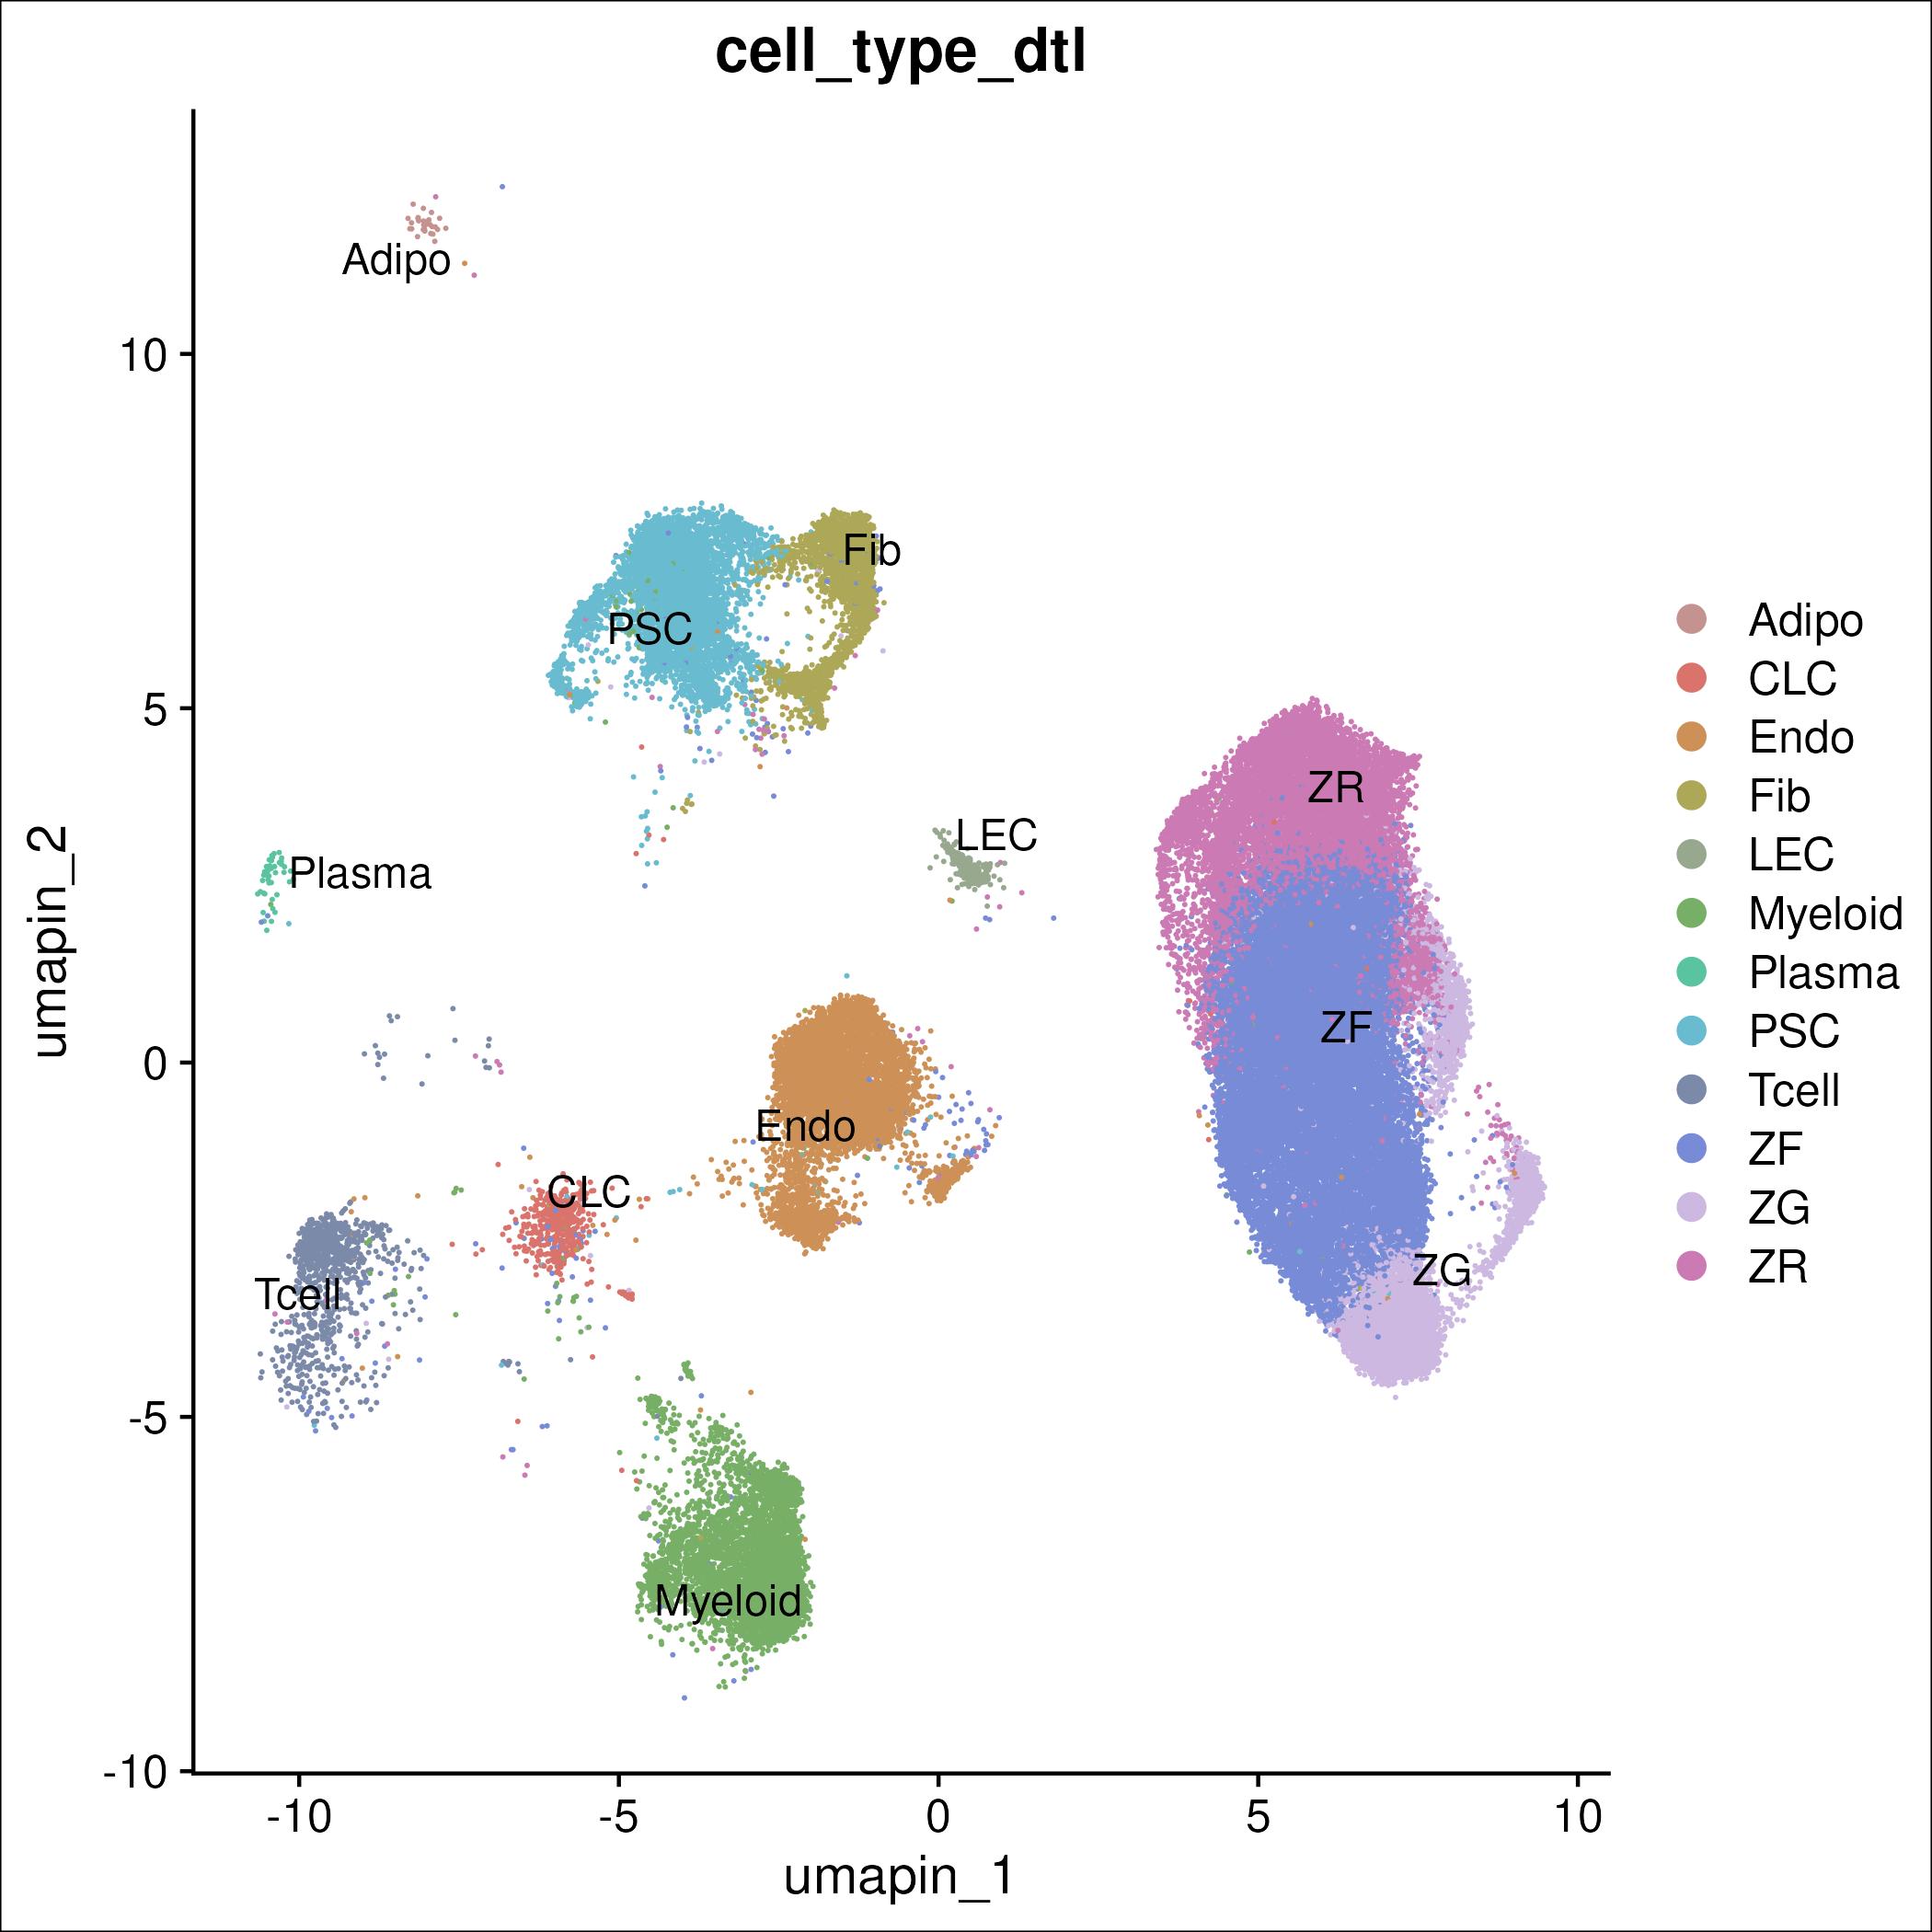 cell_type_dtl
umapin_2
10
5
0
-5
-10
-10
-5
0
5
10
umapin_1
Adipo
Fib
PSC
ZR
LEC
Plasma
ZF
Endo
CLC
ZG
Tcell
Myeloid
Adipo
CLC
Endo
Fib
LEC
Myeloid
Plasma
PSC
Tcell
ZF
ZG
ZR